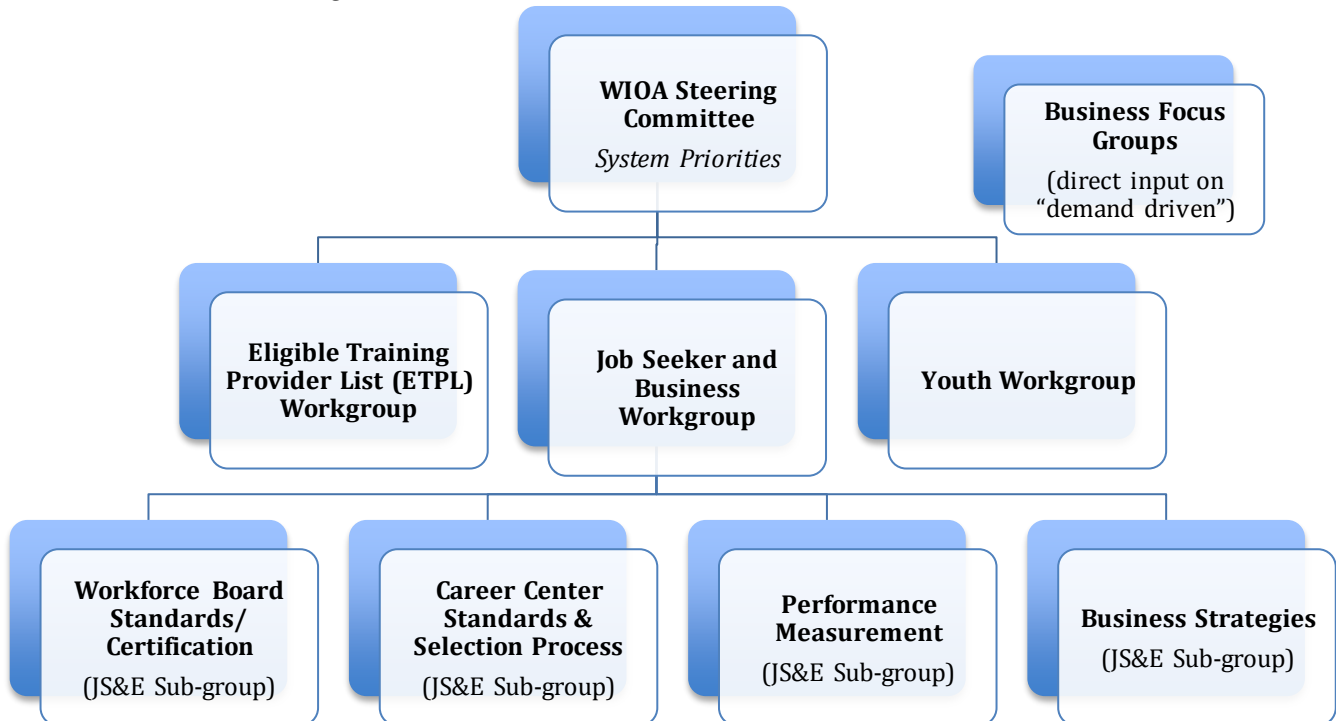 WIOA Steering
Committee
System Priorities
Business Focus
Groups
(direct input on
“demand driven”)
Eligible Training
Provider List (ETPL)
Workgroup
Job Seeker and
Business
Workgroup
Youth Workgroup
Workforce Board
Standards/
Certification
(JS&E Sub-group)
Career Center
Standards &
Selection Process
(JS&E Sub-group)
Performance
Measurement
(JS&E Sub-group)
Business Strategies
(JS&E Sub-group)